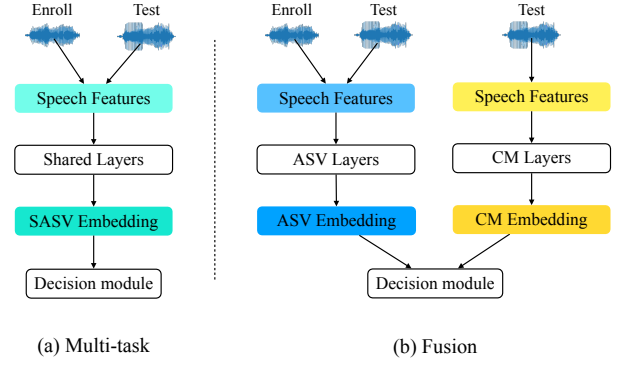 Enroll
Test
Speech Features
Shared Layers
SASV Embedding
Decision module
(a) Multi-task
Enroll
Test
Test
Speech Features
Speech Features
ASV Layers
CM Layers
ASV Embedding
CM Embedding
Decision module
(b) Fusion